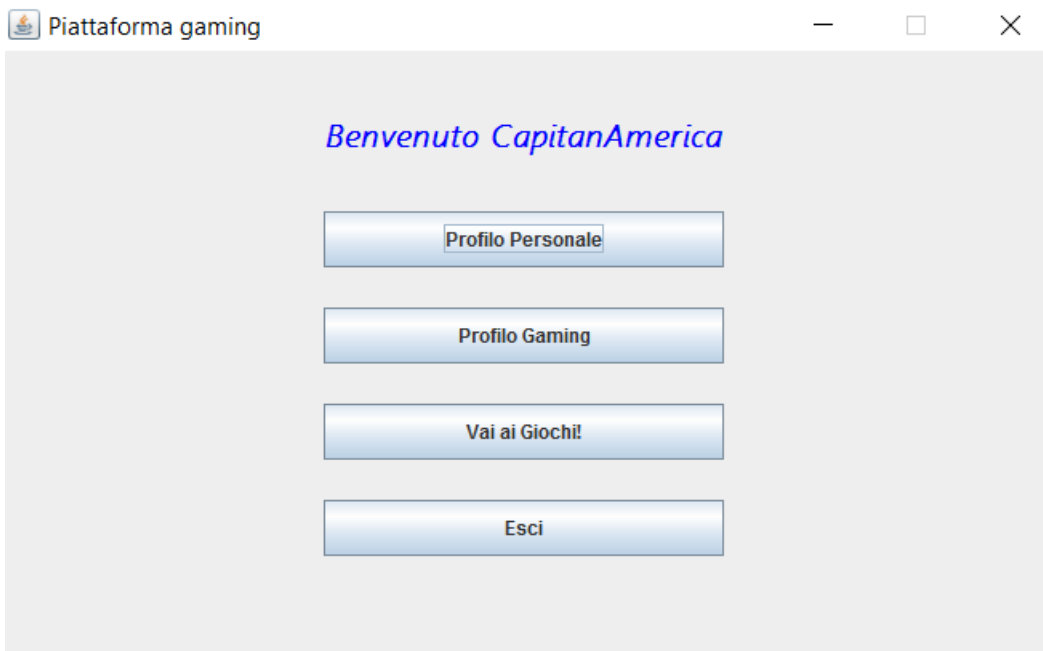 Piattaforma gaming
Benvenuto CapitanAmerica
Profilo Personale
Profilo Gaming
Vai ai Giochi!
Esci